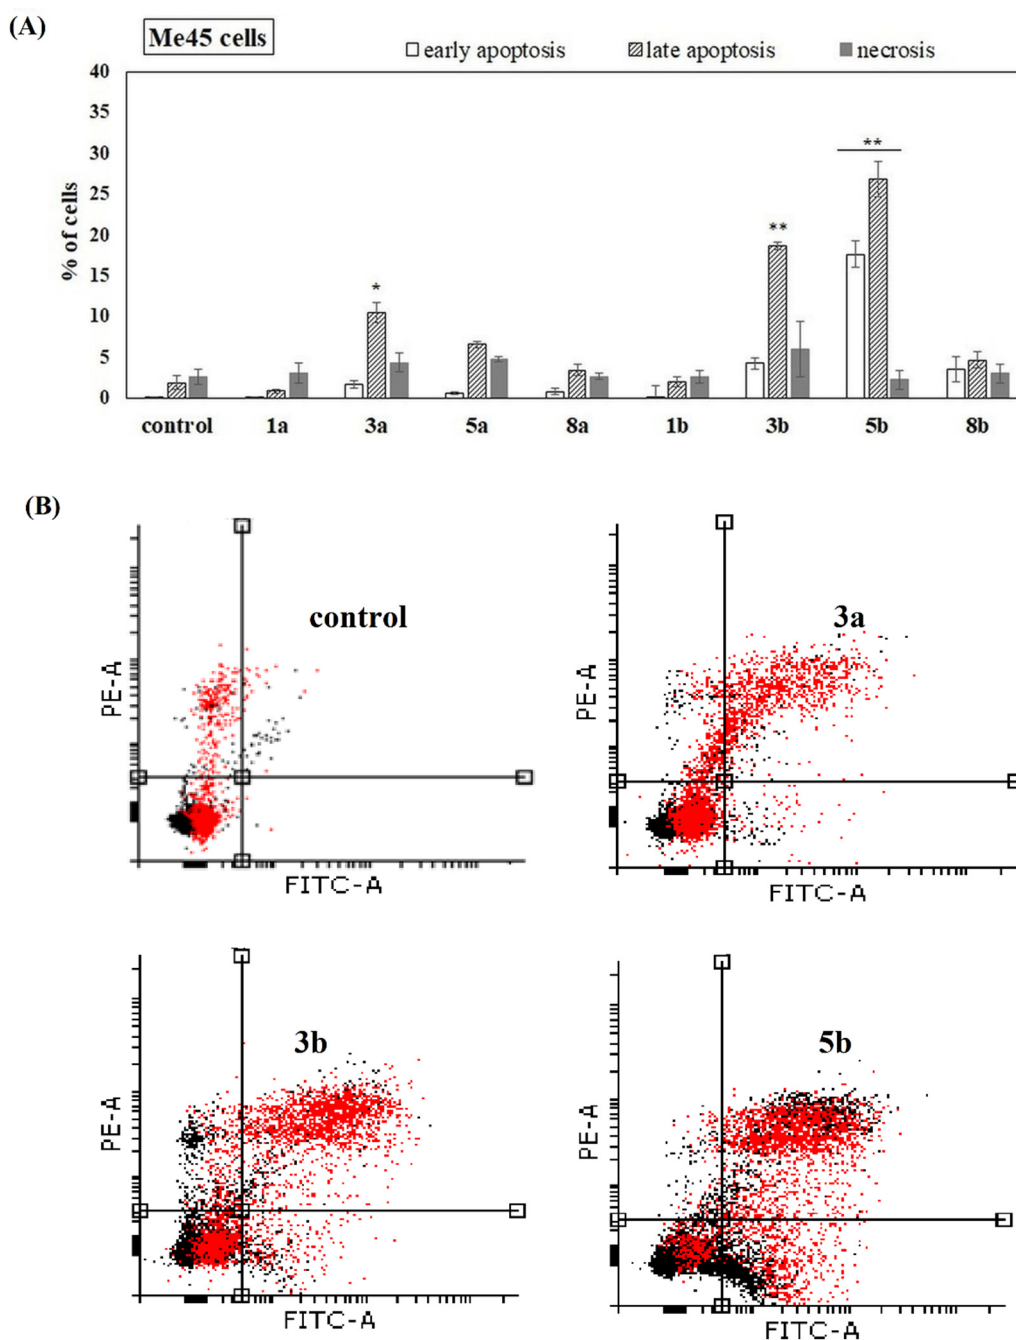 (A)
Me45 cells
early apoptosis late apoptosis necrosis
40
35
30
25
20
15
10
5
0
% of cells
*
**
**
control 1a 3a 5a 8a 1b 3b 5b 8b
(B)
control
PE-A
FITC-A
3a
PE-A
FITC-A
3b
PE-A
FITC-A
5b
PE-A
FITC-A